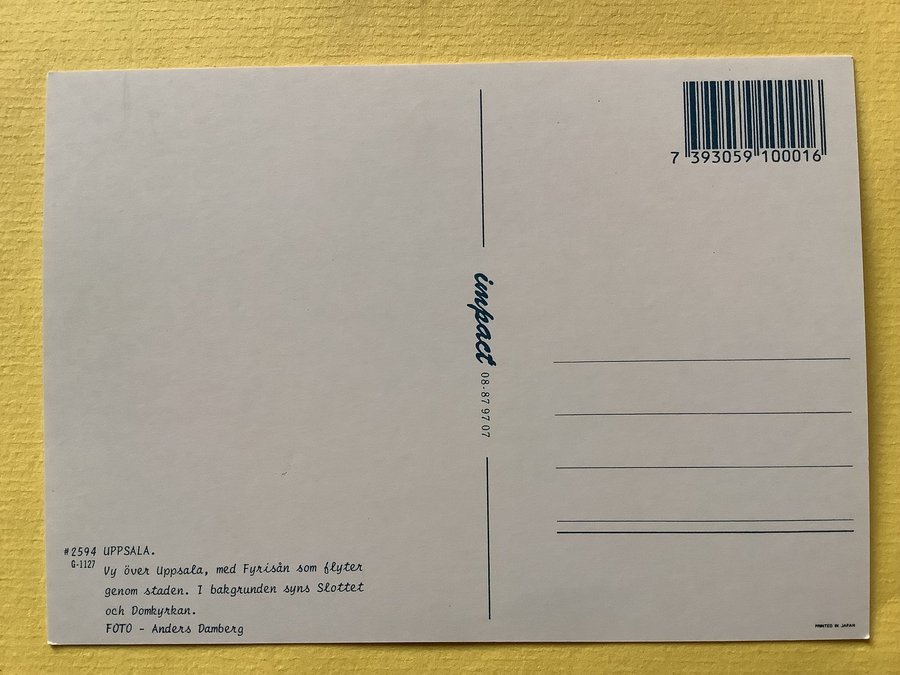 7 393059 100016
impact 08-87 97 07
#2594 UPPSALA.
G-1127 Vy över Uppsala, med Fyrisån som flyter
genom staden. I bakgrunden syns Slottet
och Domkyrkan.
FOTO - Anders Damberg
PRINTED IN JAPAN